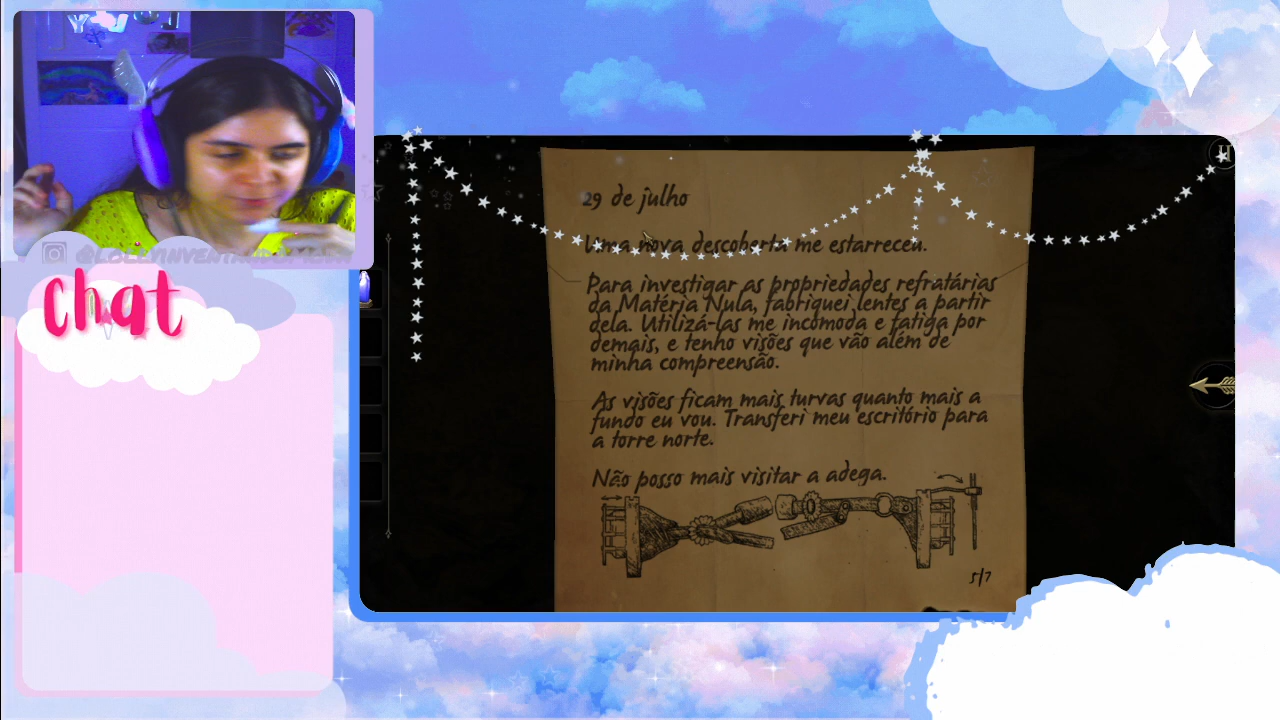 Chat
29 de julho
Uma nova descoberta me estarreceu.
Para investigar as propriedades refratárias
da Matéria Nula, fabriquei lentes a partir
dela. Utilizá-las me incomoda e fatiga por
demais, e tenho visões que vão além de
minha compreensão.
As visões ficam mais turvas quanto mais a
fundo eu vou. Transferi meu escritório para
a torre norte.
Não posso mais visitar a adega.
5/7